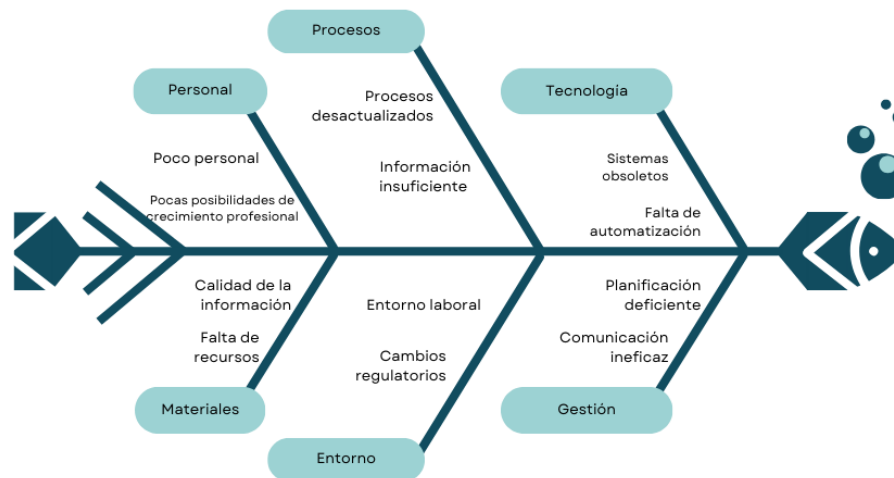 Procesos
Personal
Tecnología
Procesos
desactualizados
Poco personal
Información
insuficiente
Sistemas
obsoletos
Pocas posibilidades de
crecimiento profesional
Falta de
automatización
Calidad de la
información
Entorno laboral
Planificación
deficiente
Falta de
recursos
Cambios
regulatorios
Comunicación
ineficaz
Materiales
Gestión
Entorno